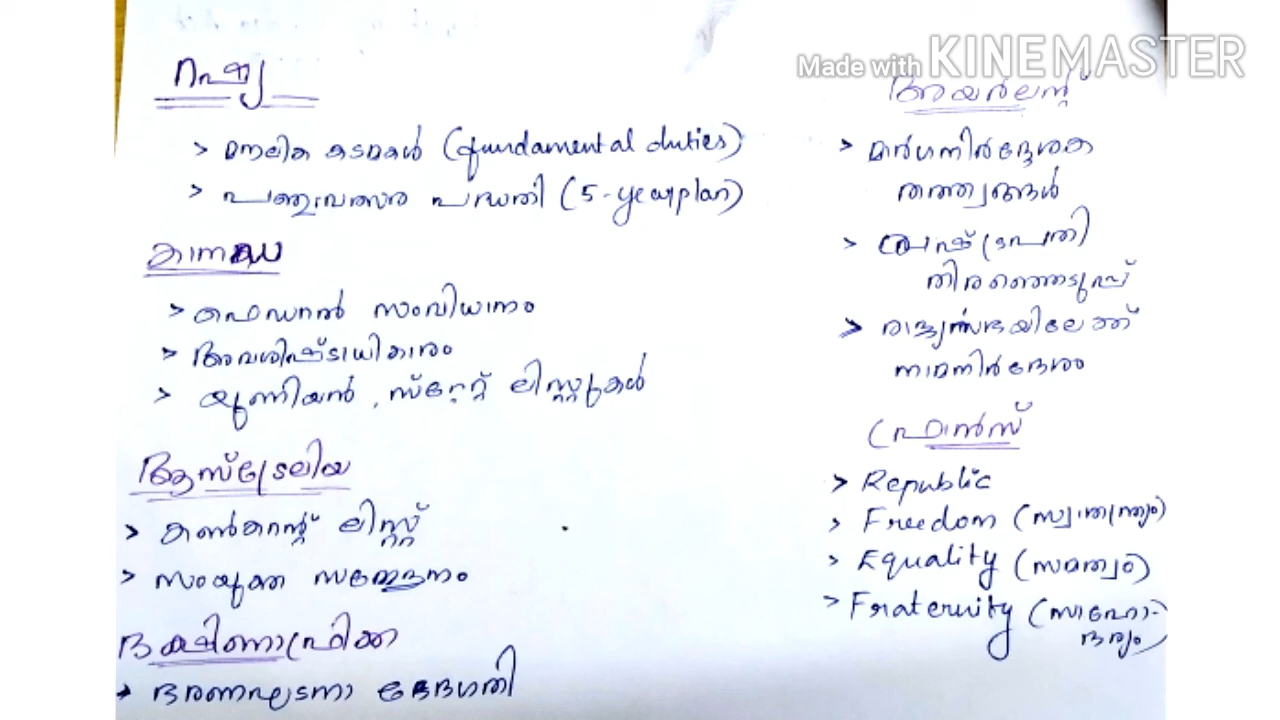 Made with KINEMASTER
റഷ്യ
> മൗലിക കടമകൾ (fundamental duties)
> പഞ്ചവത്സര പദ്ധതി (5-year plan)
കാനഡ
> ഫെഡറൽ സംവിധാനം
> അവശിഷ്ടാധികാരം
> യൂണിയൻ, സ്റ്റേറ്റ് ലിസ്റ്റുകൾ
ആസ്ട്രേലിയ
> കൺകറന്റ് ലിസ്റ്റ്
> സംയുക്ത സമ്മേളനം
ദക്ഷിണാഫ്രിക്ക
> ഭരണഘടനാ ഭേദഗതി
അയർലന്റ്
> മാർഗനിർദ്ദേശക
തത്ത്വങ്ങൾ
> രാഷ്ട്രപതി
തിരഞ്ഞെടുപ്പ്
> രാജ്യസഭയിലേക്ക്
നാമനിർദേശം
ഫ്രാൻസ്
> Republic
> Freedom (സ്വാതന്ത്ര്യം)
> Equality (സമത്വം)
> Fraternity (സാഹോ-
ദര്യം)